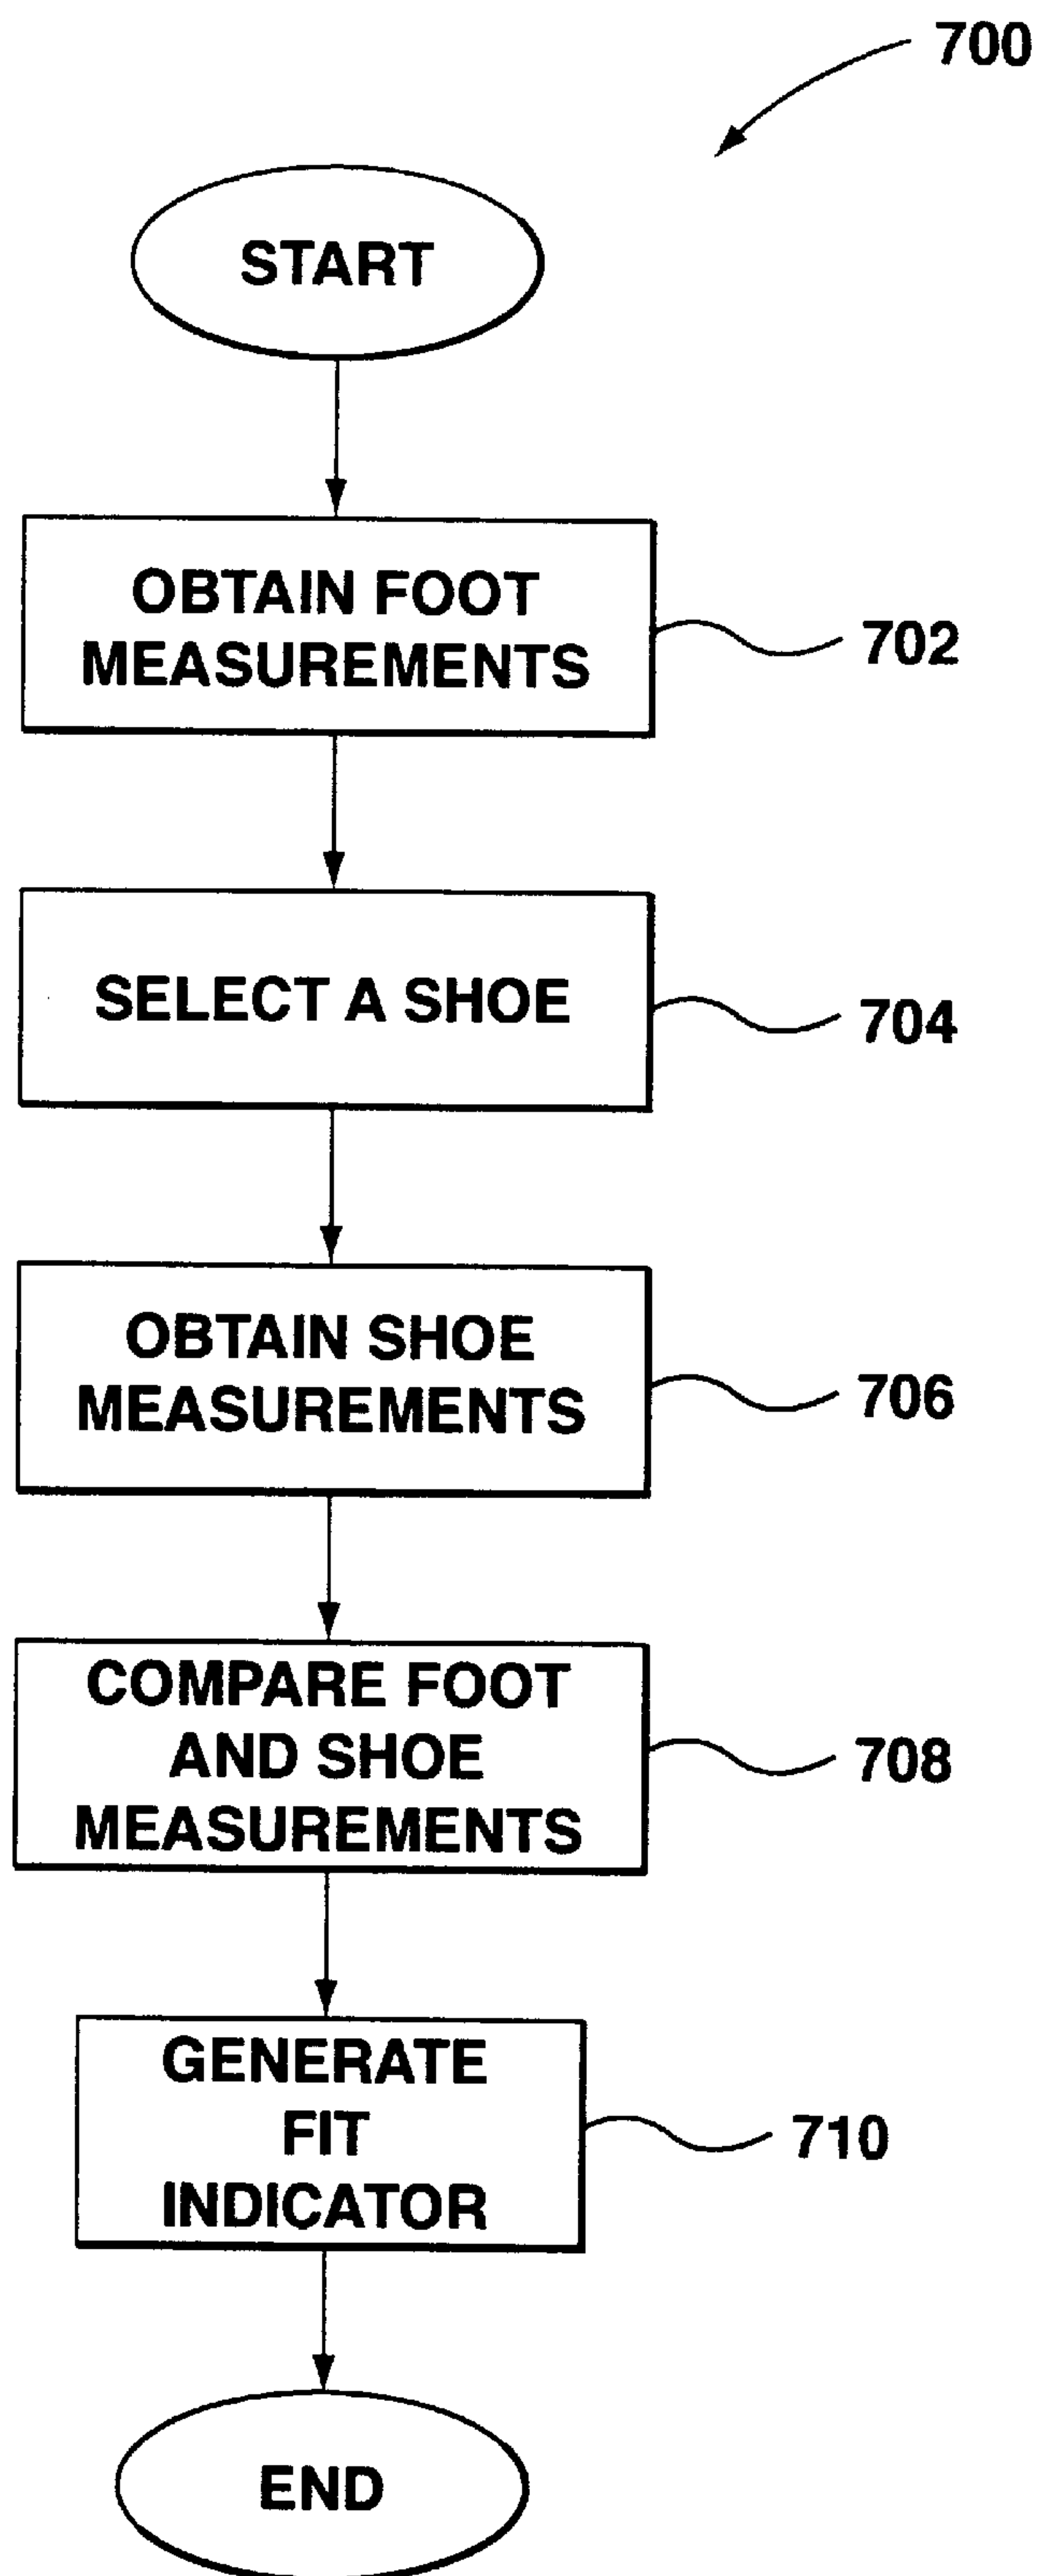 700
START
OBTAIN FOOT
MEASUREMENTS
702
SELECT A SHOE
704
OBTAIN SHOE
MEASUREMENTS
706
COMPARE FOOT
AND SHOE
MEASUREMENTS
708
GENERATE
FIT
INDICATOR
710
END